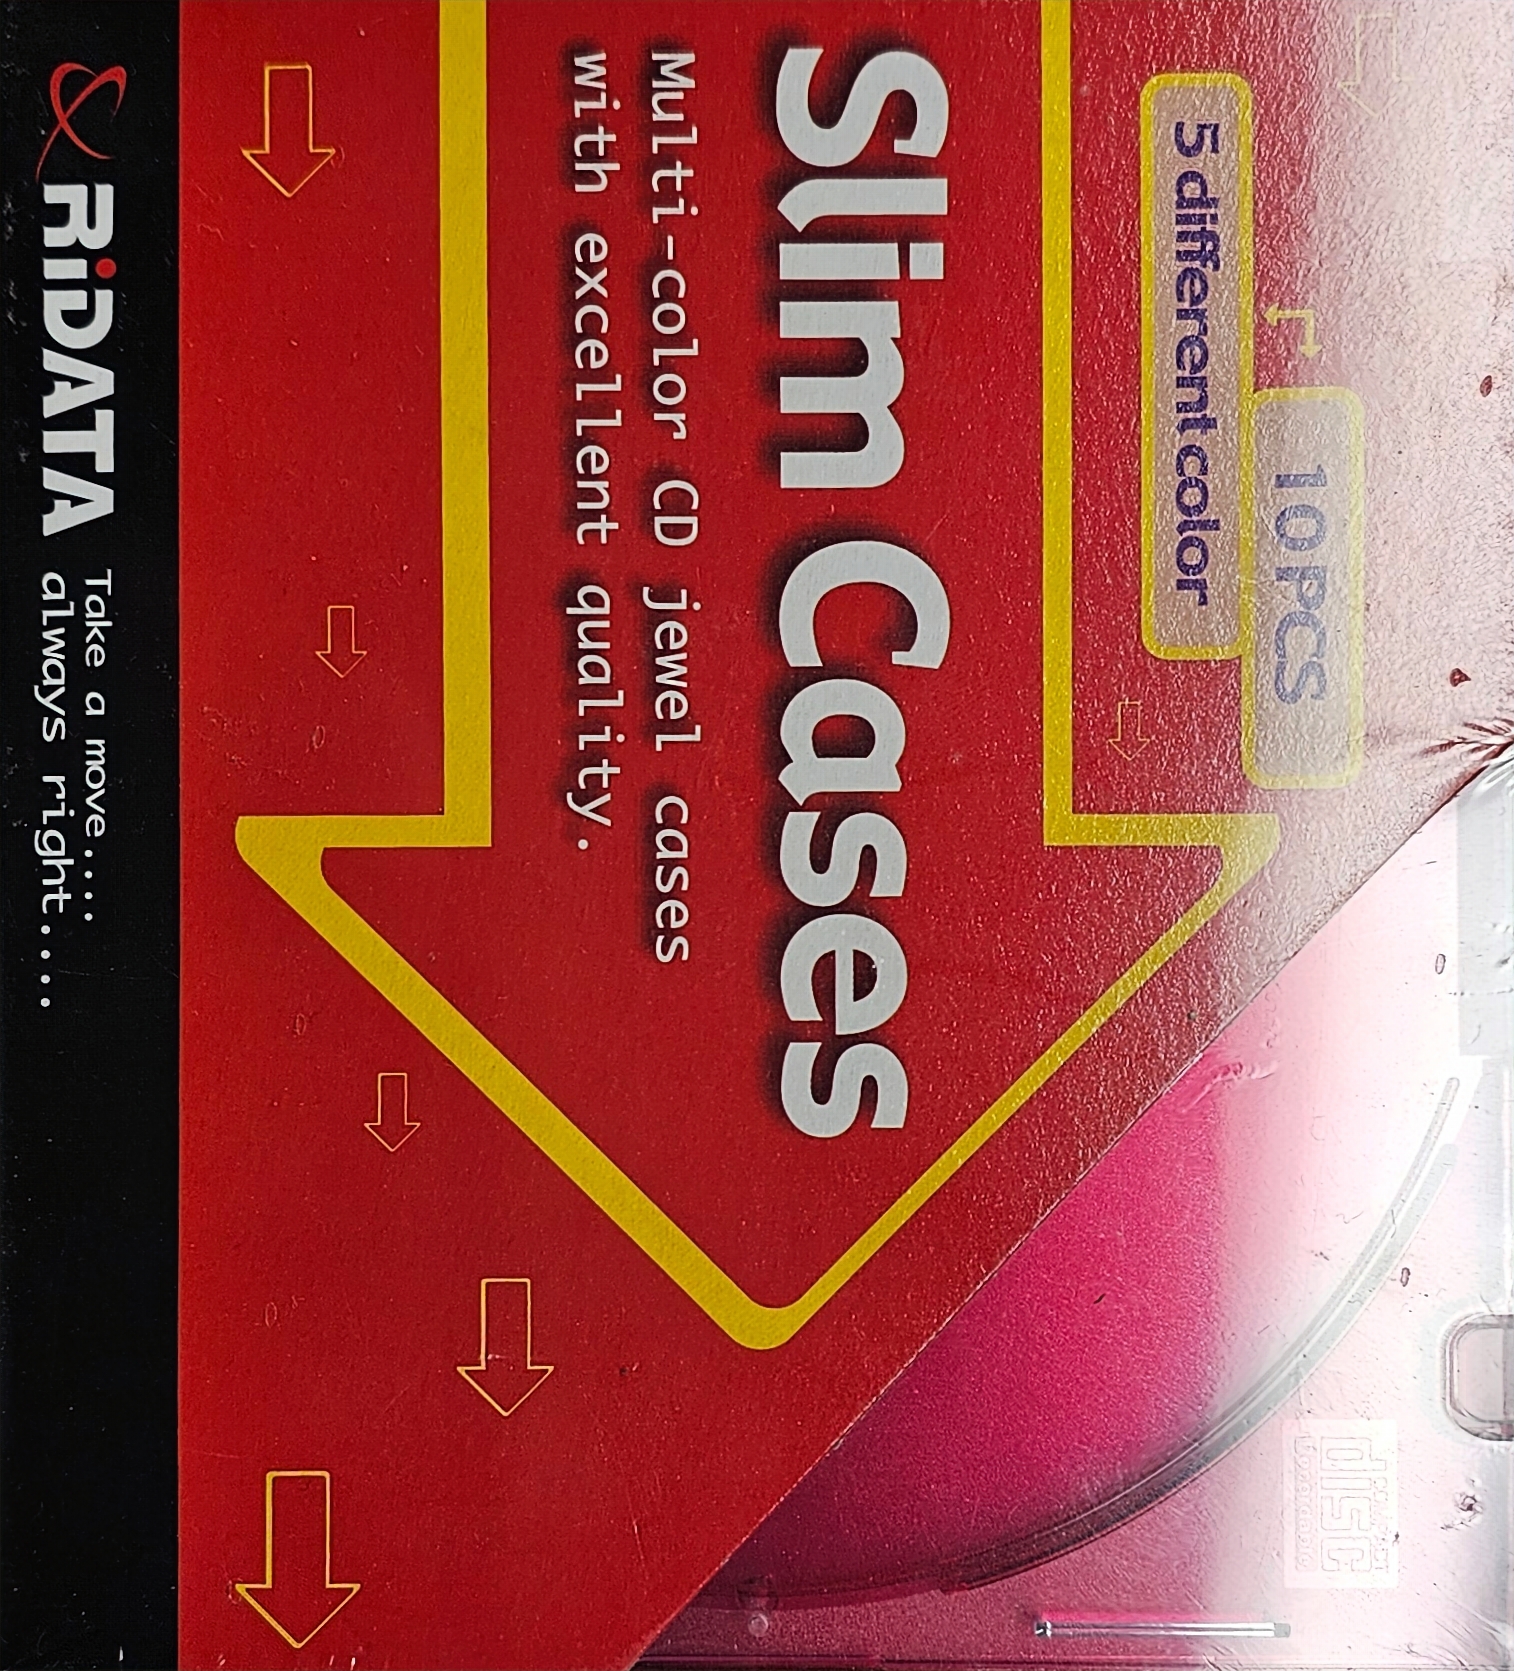 10 PCS
5 different color
Slim Cases
Multi-color CD jewel cases
with excellent quality.
RiDATA
Take a move....
always right....
disc